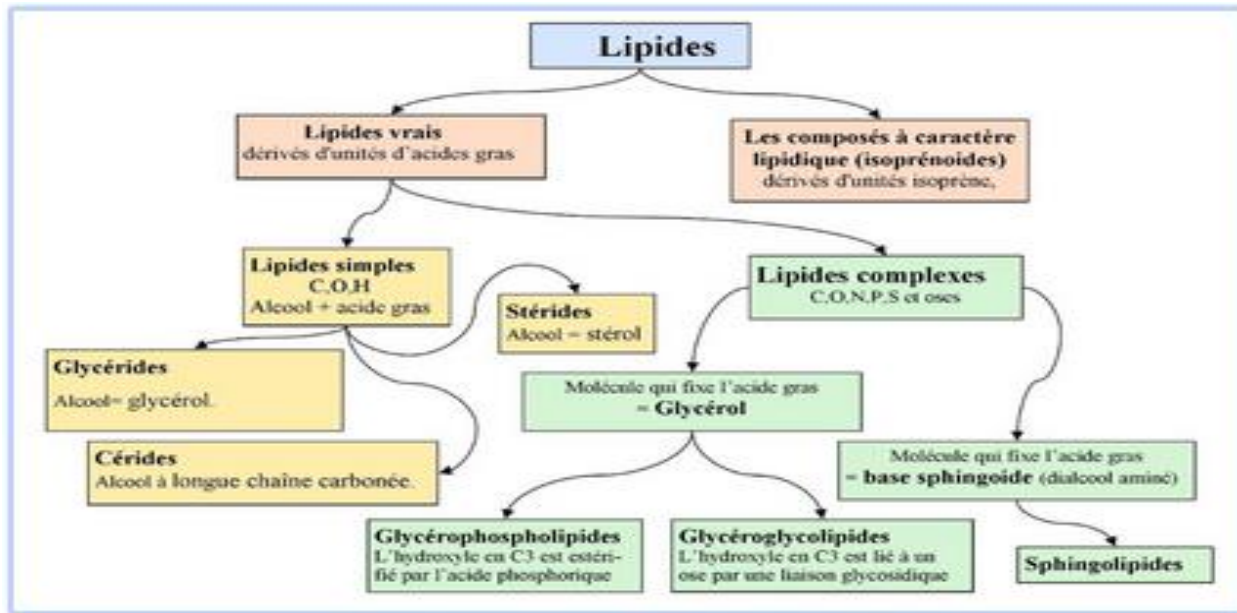 Lipides
Lipides vrais
dérivés d'unités d'acides gras
Les composés à caractère
lipidique (isoprénoides)
dérivés d'unités isoprène,
Lipides simples
C,O,H
Alcool + acide gras
Stérides
Alcool = stérol
Lipides complexes
C,O,N,P,S et oses
Glycérides
Alcool= glycérol.
Cérides
Alcool à longue chaîne carbonée.
Molécule qui fixe l'acide gras
= Glycérol
Molécule qui fixe l'acide gras
= base sphingoide (dialcool aminé)
Glycérophospholipides
L'hydroxyle en C3 est estéri-
fié par l'acide phosphorique
Glycéroglycolipides
L'hydroxyle en C3 est lié à un
ose par une liaison glycosidique
Sphingolipides